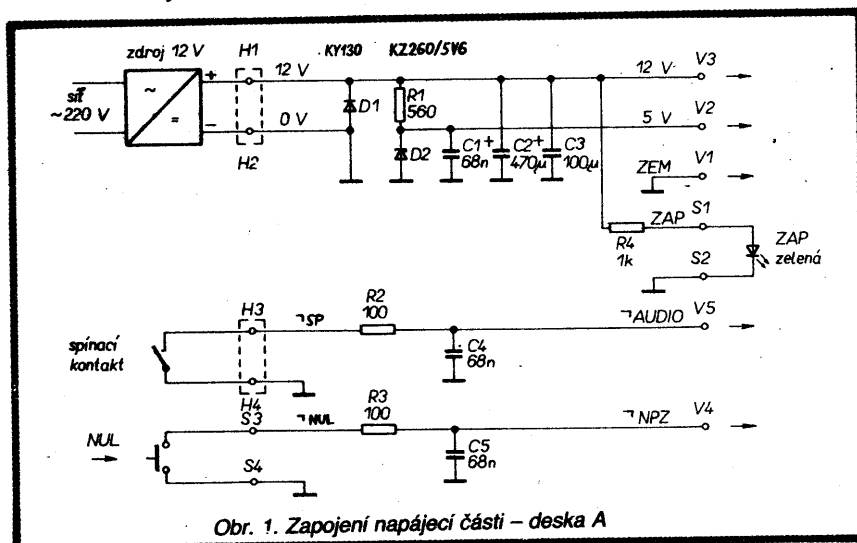 zdroj 12 V
H1
KY130
KZ260/5V6
síť
~220 V
~
=
+
−
12 V
0 V
H2
D1
R1
560
D2
C1
68n
+
C2
470µ
+
C3
100µ
12 V
V3
5 V
V2
ZEM
V1
R4
1k
ZAP
S1
S2
ZAP
zelená
spínací
kontakt
H3
¬SP
R2
100
C4
68n
¬AUDIO
V5
H4
NUL
S3
¬NUL
R3
100
C5
68n
¬NPZ
V4
S4
Obr. 1. Zapojení napájecí části – deska A